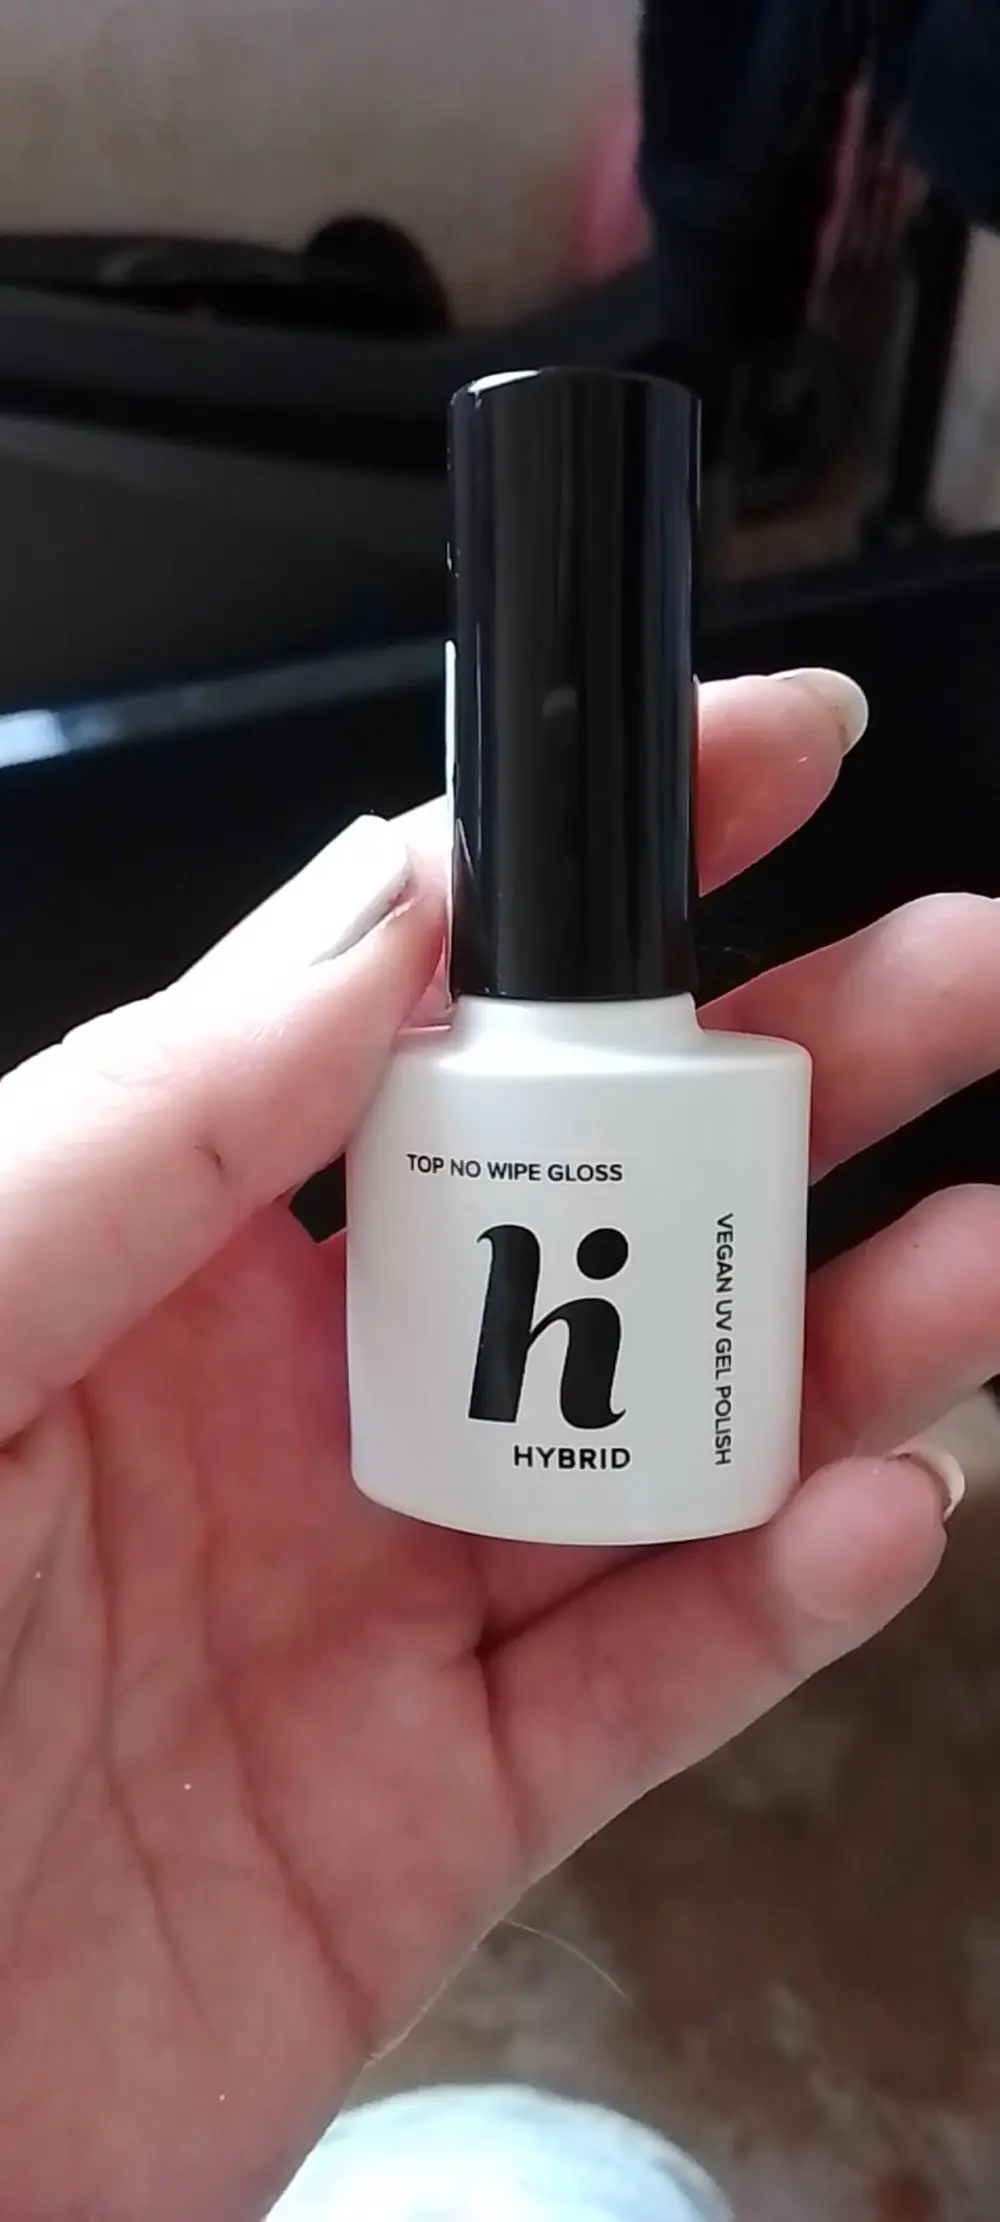 TOP NO WIPE GLOSS
hi
HYBRID
VEGAN UV GEL POLISH